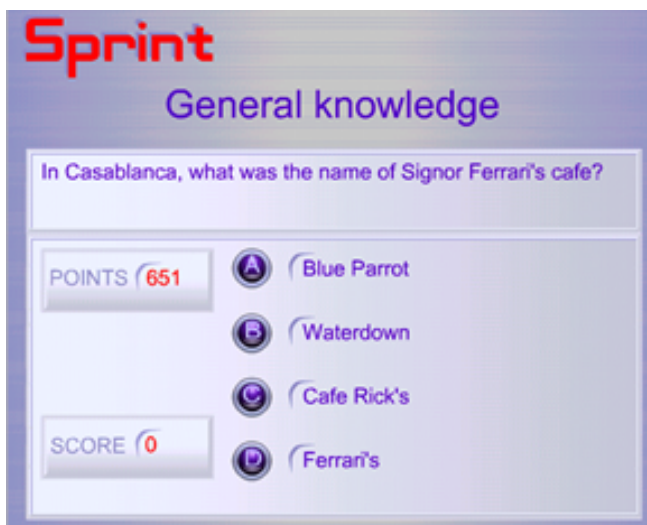 Sprint
General knowledge
In Casablanca, what was the name of Signor Ferrari's cafe?
POINTS 651
A Blue Parrot
B Waterdown
C Cafe Rick's
SCORE 0
D Ferrari's